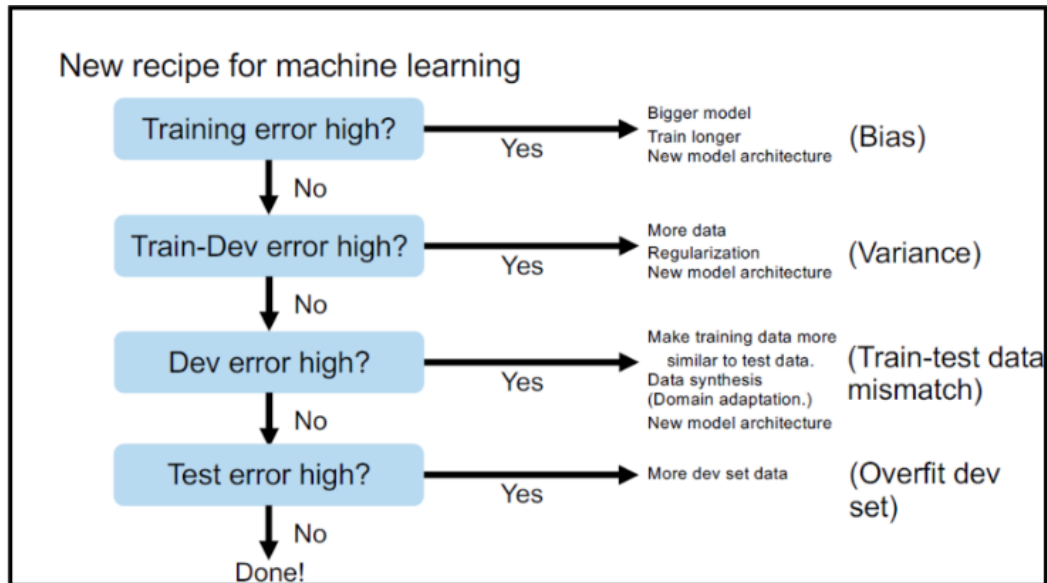 New recipe for machine learning
Training error high?
Yes
Bigger model
Train longer
New model architecture
(Bias)
No
Train-Dev error high?
Yes
More data
Regularization
New model architecture
(Variance)
No
Dev error high?
Yes
Make training data more
similar to test data.
Data synthesis
(Domain adaptation.)
New model architecture
(Train-test data
mismatch)
No
Test error high?
Yes
More dev set data
(Overfit dev
set)
No
Done!